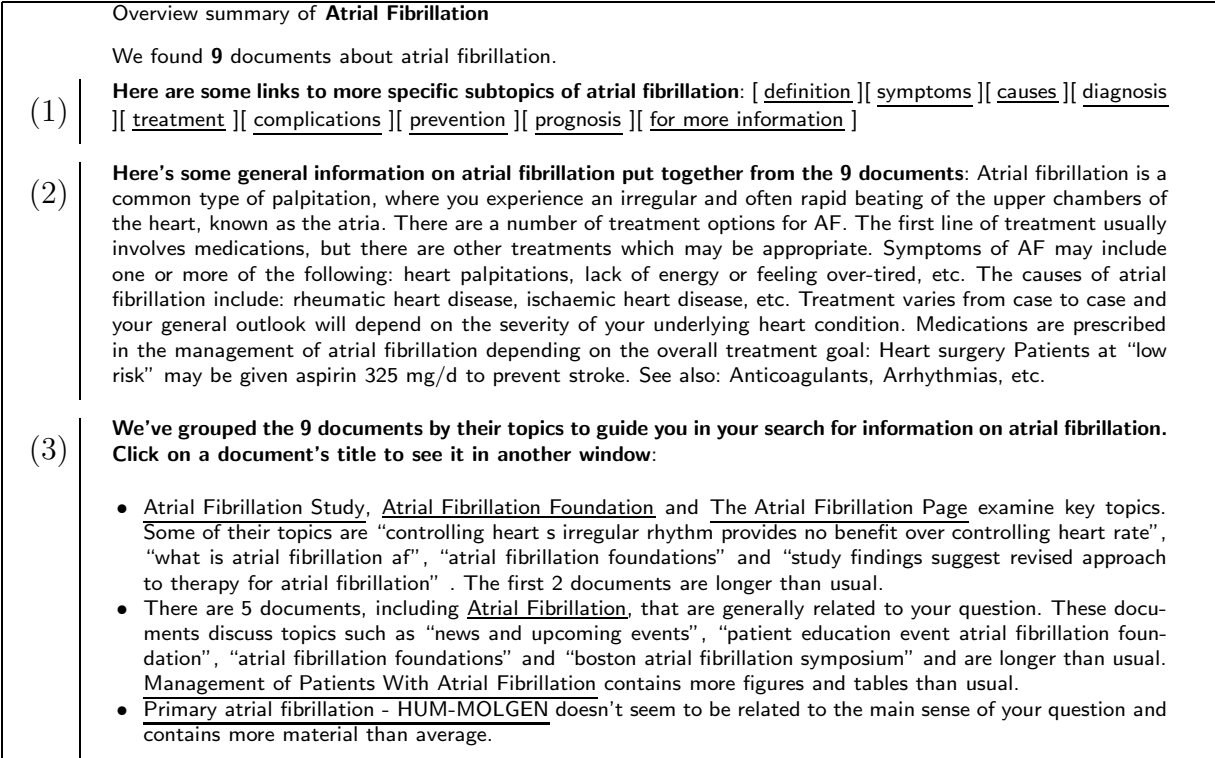 Overview summary of Atrial Fibrillation
We found 9 documents about atrial fibrillation.
(1)
Here are some links to more specific subtopics of atrial fibrillation: [ definition ][ symptoms ][ causes ][ diagnosis
][ treatment ][ complications ][ prevention ][ prognosis ][ for more information ]
(2)
Here's some general information on atrial fibrillation put together from the 9 documents: Atrial fibrillation is a
common type of palpitation, where you experience an irregular and often rapid beating of the upper chambers of
the heart, known as the atria. There are a number of treatment options for AF. The first line of treatment usually
involves medications, but there are other treatments which may be appropriate. Symptoms of AF may include
one or more of the following: heart palpitations, lack of energy or feeling over-tired, etc. The causes of atrial
fibrillation include: rheumatic heart disease, ischaemic heart disease, etc. Treatment varies from case to case and
your general outlook will depend on the severity of your underlying heart condition. Medications are prescribed
in the management of atrial fibrillation depending on the overall treatment goal: Heart surgery Patients at “low
risk” may be given aspirin 325 mg/d to prevent stroke. See also: Anticoagulants, Arrhythmias, etc.
(3)
We've grouped the 9 documents by their topics to guide you in your search for information on atrial fibrillation.
Click on a document's title to see it in another window:
• Atrial Fibrillation Study, Atrial Fibrillation Foundation and The Atrial Fibrillation Page examine key topics.
Some of their topics are “controlling heart s irregular rhythm provides no benefit over controlling heart rate”,
“what is atrial fibrillation af”, “atrial fibrillation foundations” and “study findings suggest revised approach
to therapy for atrial fibrillation” . The first 2 documents are longer than usual.
• There are 5 documents, including Atrial Fibrillation, that are generally related to your question. These docu-
ments discuss topics such as “news and upcoming events”, “patient education event atrial fibrillation foun-
dation”, “atrial fibrillation foundations” and “boston atrial fibrillation symposium” and are longer than usual.
Management of Patients With Atrial Fibrillation contains more figures and tables than usual.
• Primary atrial fibrillation - HUM-MOLGEN doesn't seem to be related to the main sense of your question and
contains more material than average.